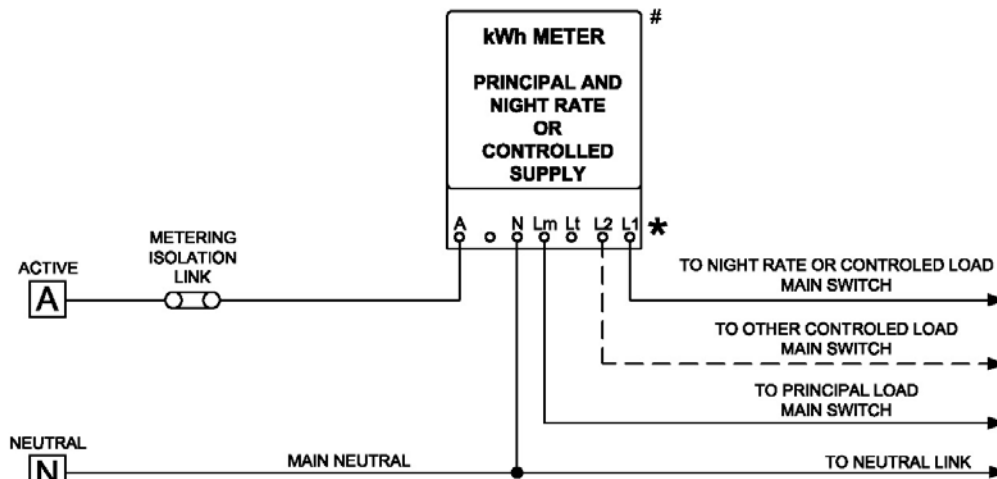 #
kWh METER
PRINCIPAL AND
NIGHT RATE
OR
CONTROLLED
SUPPLY
A N Lm Lt L2 L1 *
METERING
ISOLATION
LINK
ACTIVE
A
TO NIGHT RATE OR CONTROLED LOAD
MAIN SWITCH
TO OTHER CONTROLED LOAD
MAIN SWITCH
TO PRINCIPAL LOAD
MAIN SWITCH
NEUTRAL
N
MAIN NEUTRAL
TO NEUTRAL LINK